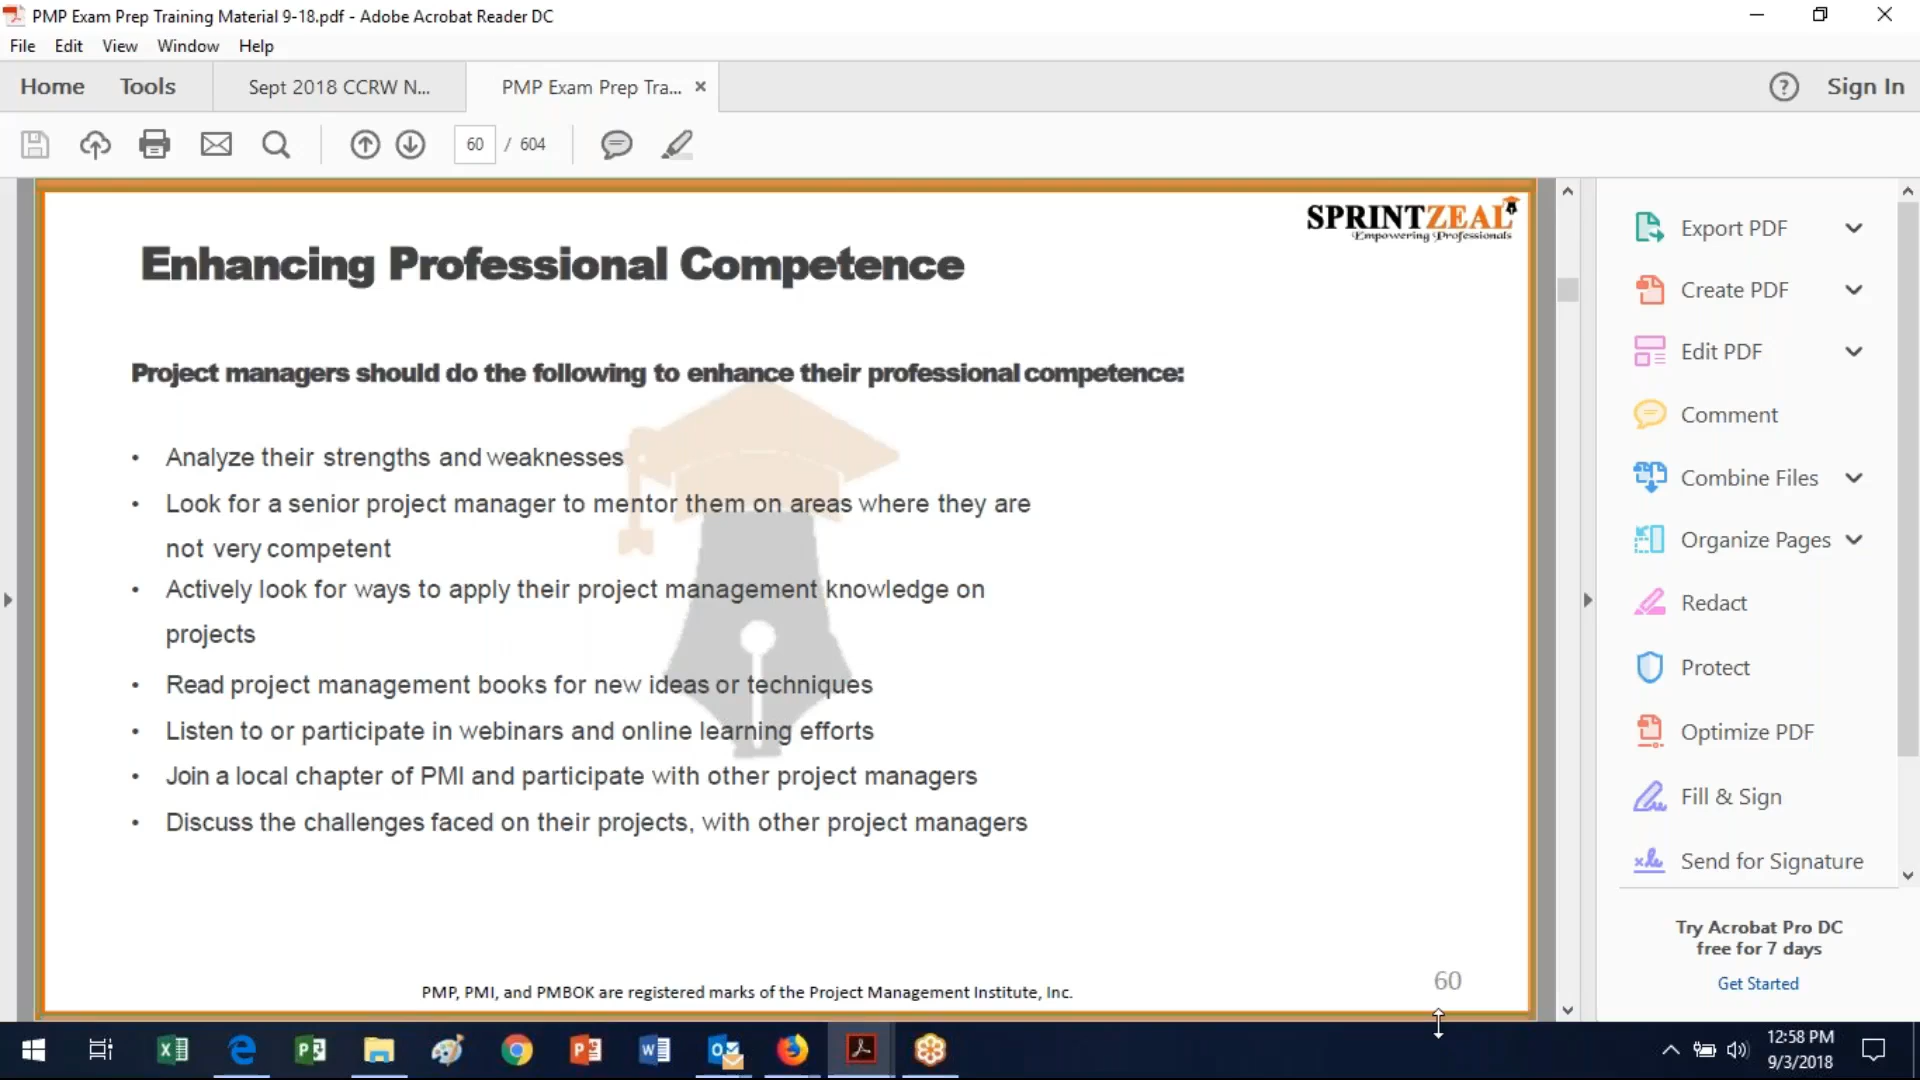 PMP Exam Prep Training Material 9-18.pdf - Adobe Acrobat Reader DC
File Edit View Window Help
Home Tools Sept 2018 CCRW N... PMP Exam Prep Tra... × ? Sign In
60 / 604
SPRINTZEAL
Empowering Professionals
Enhancing Professional Competence
Project managers should do the following to enhance their professional competence:
• Analyze their strengths and weaknesses
• Look for a senior project manager to mentor them on areas where they are
not very competent
• Actively look for ways to apply their project management knowledge on
projects
• Read project management books for new ideas or techniques
• Listen to or participate in webinars and online learning efforts
• Join a local chapter of PMI and participate with other project managers
• Discuss the challenges faced on their projects, with other project managers
60
PMP, PMI, and PMBOK are registered marks of the Project Management Institute, Inc.
Export PDF
Create PDF
Edit PDF
Comment
Combine Files
Organize Pages
Redact
Protect
Optimize PDF
Fill & Sign
Send for Signature
Try Acrobat Pro DC
free for 7 days
Get Started
12:58 PM
9/3/2018